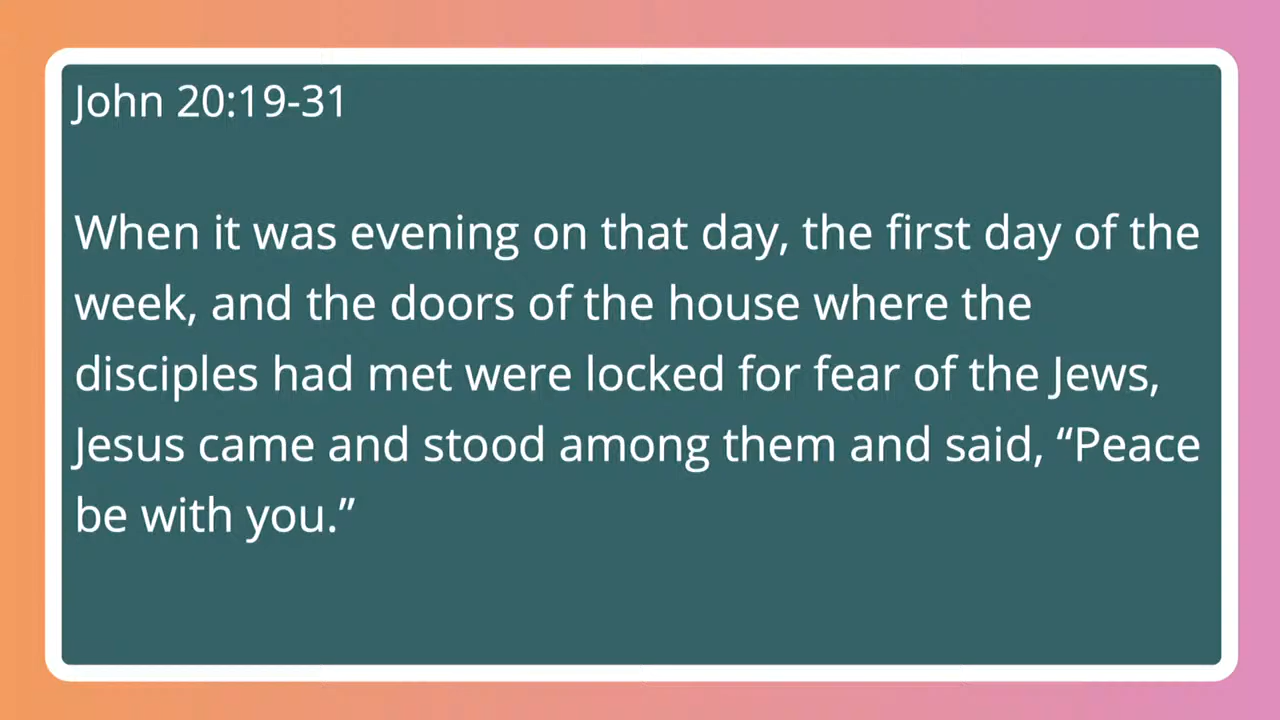 John 20:19-31
When it was evening on that day, the first day of the
week, and the doors of the house where the
disciples had met were locked for fear of the Jews,
Jesus came and stood among them and said, “Peace
be with you.”